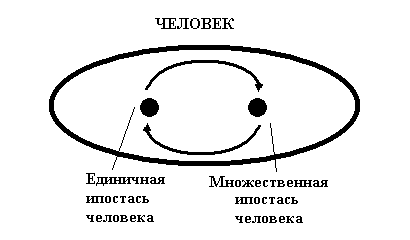 ЧЕЛОВЕК
Единичная
ипостась
человека
Множественная
ипостась
человека